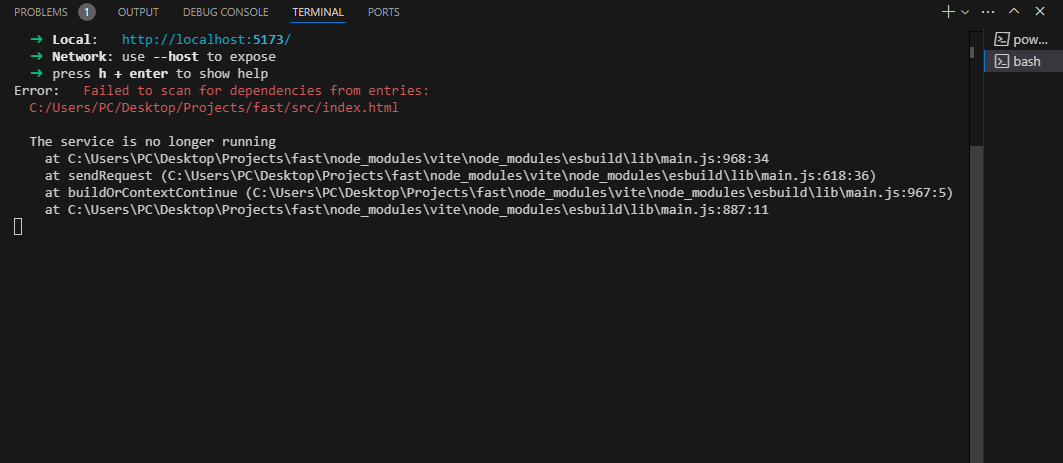 PROBLEMS 1 OUTPUT DEBUG CONSOLE TERMINAL PORTS
➜ Local: http://localhost:5173/
➜ Network: use --host to expose
➜ press h + enter to show help
Error: Failed to scan for dependencies from entries:
C:/Users/PC/Desktop/Projects/fast/src/index.html
The service is no longer running
at C:\Users\PC\Desktop\Projects\fast\node_modules\vite\node_modules\esbuild\lib\main.js:968:34
at sendRequest (C:\Users\PC\Desktop\Projects\fast\node_modules\vite\node_modules\esbuild\lib\main.js:618:36)
at buildOrContextContinue (C:\Users\PC\Desktop\Projects\fast\node_modules\vite\node_modules\esbuild\lib\main.js:967:5)
at C:\Users\PC\Desktop\Projects\fast\node_modules\vite\node_modules\esbuild\lib\main.js:887:11
pow...
bash